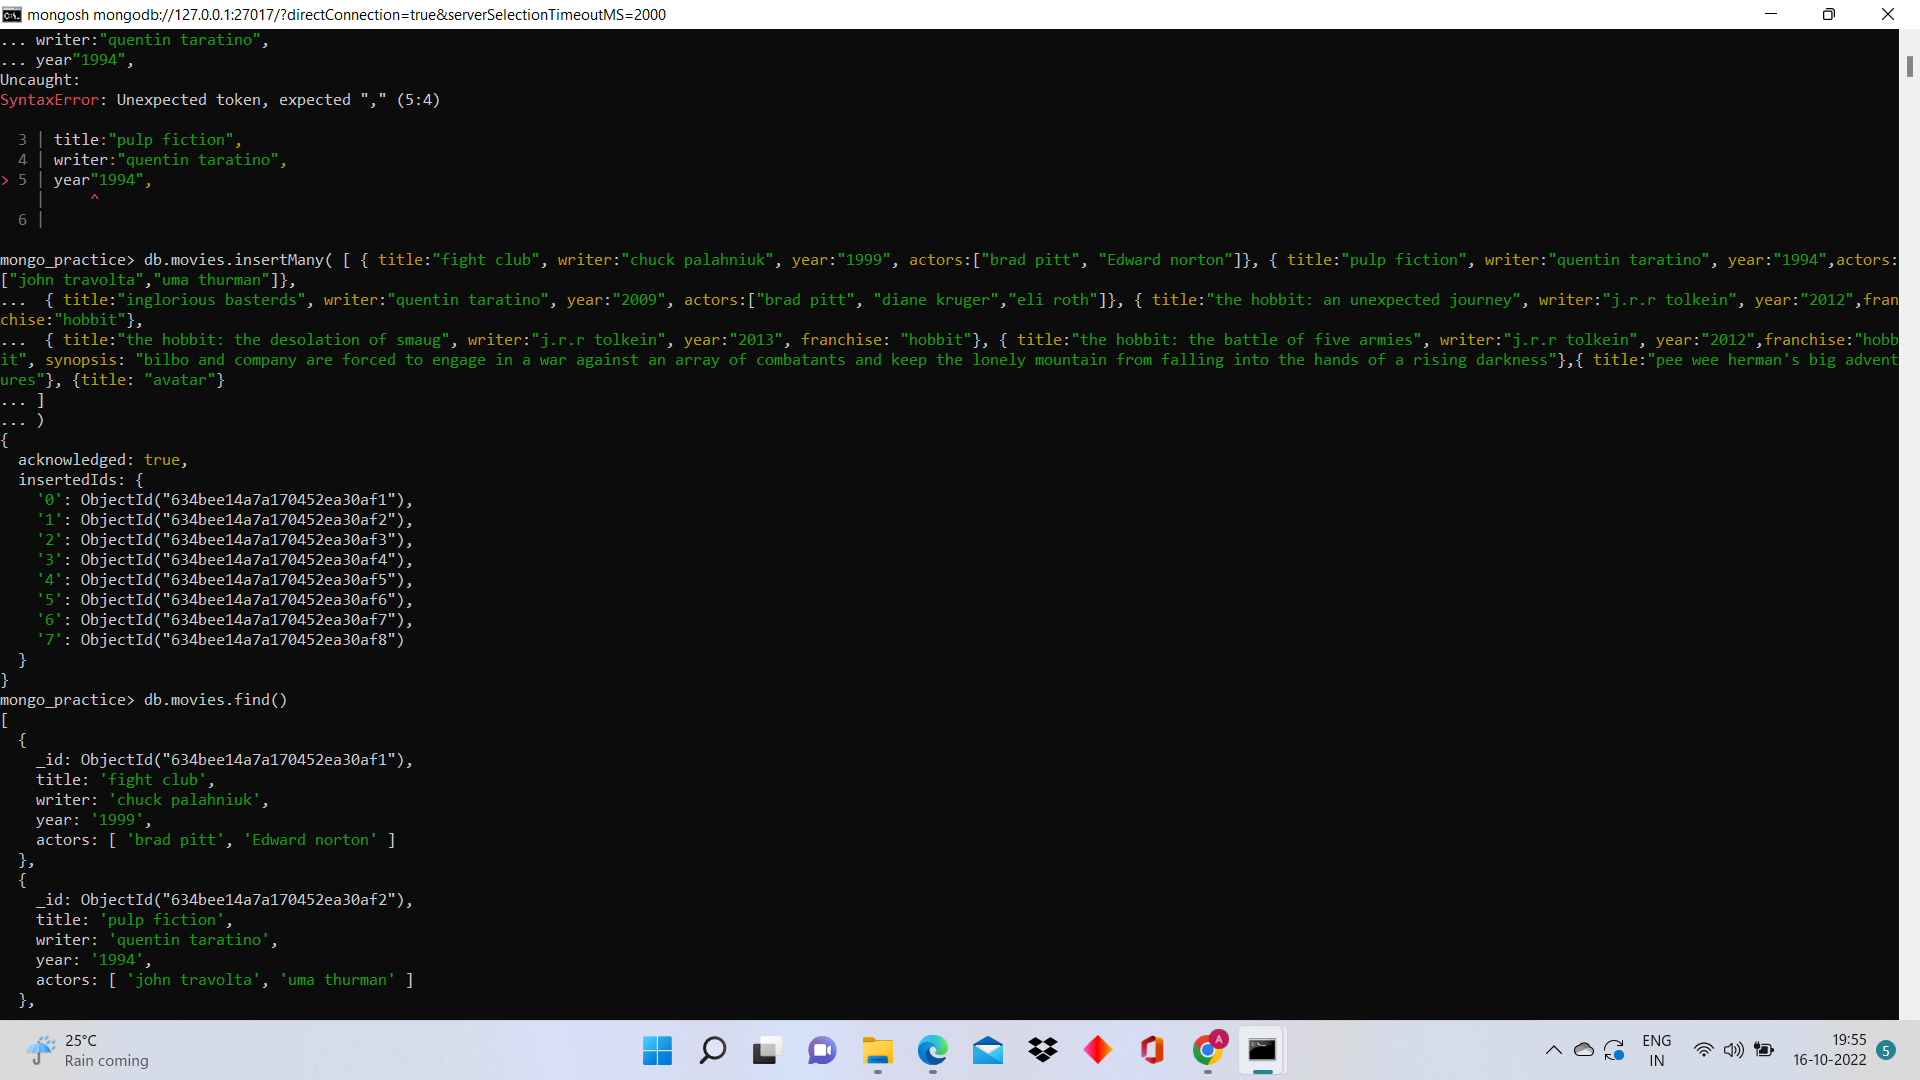 mongosh mongodb://127.0.0.1:27017/?directConnection=true&serverSelectionTimeoutMS=2000
... writer:"quentin taratino",
... year"1994",
Uncaught:
SyntaxError: Unexpected token, expected "," (5:4)
3 | title:"pulp fiction",
4 | writer:"quentin taratino",
> 5 | year"1994",
| ^
6 |
mongo_practice> db.movies.insertMany( [ { title:"fight club", writer:"chuck palahniuk", year:"1999", actors:["brad pitt", "Edward norton"]}, { title:"pulp fiction", writer:"quentin taratino", year:"1994",actors:
["john travolta","uma thurman"]},
...  { title:"inglorious basterds", writer:"quentin taratino", year:"2009", actors:["brad pitt", "diane kruger","eli roth"]}, { title:"the hobbit: an unexpected journey", writer:"j.r.r tolkein", year:"2012",fran
chise:"hobbit"},
...  { title:"the hobbit: the desolation of smaug", writer:"j.r.r tolkein", year:"2013", franchise: "hobbit"}, { title:"the hobbit: the battle of five armies", writer:"j.r.r tolkein", year:"2012",franchise:"hobb
it", synopsis: "bilbo and company are forced to engage in a war against an array of combatants and keep the lonely mountain from falling into the hands of a rising darkness"},{ title:"pee wee herman's big advent
ures"}, {title: "avatar"}
... ]
... )
{
  acknowledged: true,
  insertedIds: {
    '0': ObjectId("634bee14a7a170452ea30af1"),
    '1': ObjectId("634bee14a7a170452ea30af2"),
    '2': ObjectId("634bee14a7a170452ea30af3"),
    '3': ObjectId("634bee14a7a170452ea30af4"),
    '4': ObjectId("634bee14a7a170452ea30af5"),
    '5': ObjectId("634bee14a7a170452ea30af6"),
    '6': ObjectId("634bee14a7a170452ea30af7"),
    '7': ObjectId("634bee14a7a170452ea30af8")
  }
}
mongo_practice> db.movies.find()
[
  {
    _id: ObjectId("634bee14a7a170452ea30af1"),
    title: 'fight club',
    writer: 'chuck palahniuk',
    year: '1999',
    actors: [ 'brad pitt', 'Edward norton' ]
  },
  {
    _id: ObjectId("634bee14a7a170452ea30af2"),
    title: 'pulp fiction',
    writer: 'quentin taratino',
    year: '1994',
    actors: [ 'john travolta', 'uma thurman' ]
  },
25°C
Rain coming
A
ENG
IN
19:55
16-10-2022
5